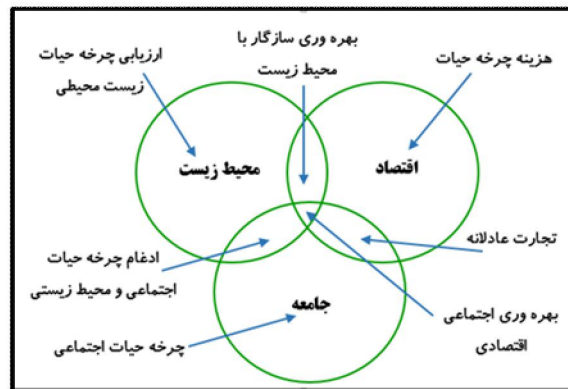 بهره وری سازگار با
محیط زیست
ارزیابی چرخه حیات
زیست محیطی
هزینه چرخه حیات
محیط زیست
اقتصاد
تجارت عادلانه
ادغام چرخه حیات
اجتماعی و محیط زیستی
جامعه
بهره وری اجتماعی
اقتصادی
چرخه حیات اجتماعی